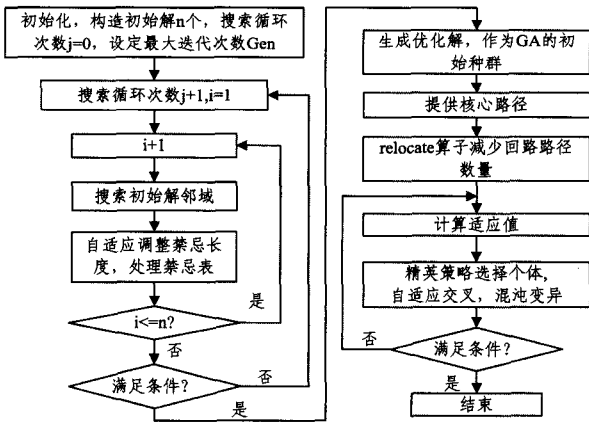 初始化，构造初始解n个，搜索循环
次数j=0，设定最大迭代次数Gen
搜索循环次数j+1,i=1
i+1
搜索初始解邻域
自适应调整禁忌长
度，处理禁忌表
是
i<=n?
否
满足条件?
否
是
生成优化解，作为GA的初
始种群
提供核心路径
relocate算子减少回路路径
数量
计算适应值
精英策略选择个体,
自适应交叉，混沌变异
否
满足条件?
是
结束